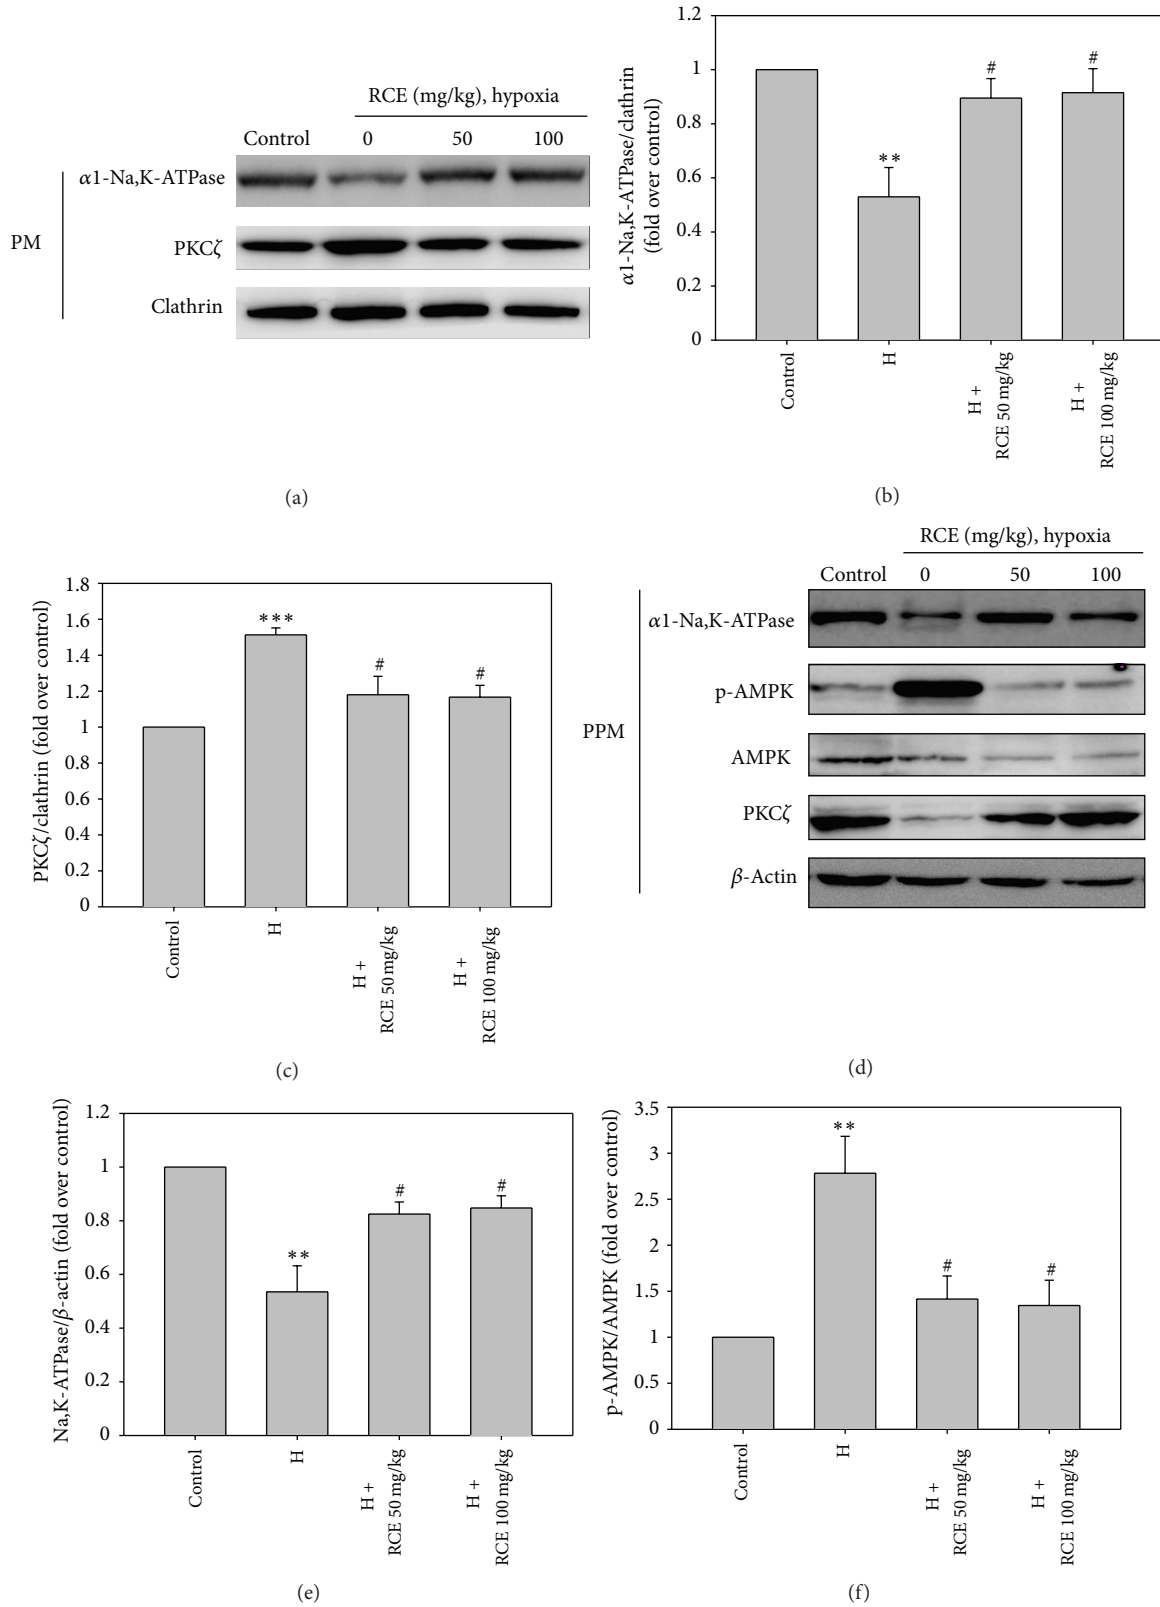 RCE (mg/kg), hypoxia
Control 0 50 100
α1-Na,K-ATPase
PM
PKCζ
Clathrin
(a)
α1-Na,K-ATPase/clathrin
(fold over control)
1.2
1
0.8
0.6
0.4
0.2
0
**
#
#
Control
H
H +
RCE 50 mg/kg
H +
RCE 100 mg/kg
(b)
PKCζ/clathrin (fold over control)
1.8
1.6
1.4
1.2
1
0.8
0.6
0.4
0.2
0
***
#
#
Control
H
H +
RCE 50 mg/kg
H +
RCE 100 mg/kg
(c)
RCE (mg/kg), hypoxia
Control 0 50 100
α1-Na,K-ATPase
p-AMPK
PPM
AMPK
PKCζ
β-Actin
(d)
Na,K-ATPase/β-actin (fold over control)
1.2
1
0.8
0.6
0.4
0.2
0
**
#
#
Control
H
H +
RCE 50 mg/kg
H +
RCE 100 mg/kg
(e)
p-AMPK/AMPK (fold over control)
3.5
3
2.5
2
1.5
1
0.5
0
**
#
#
Control
H
H +
RCE 50 mg/kg
H +
RCE 100 mg/kg
(f)